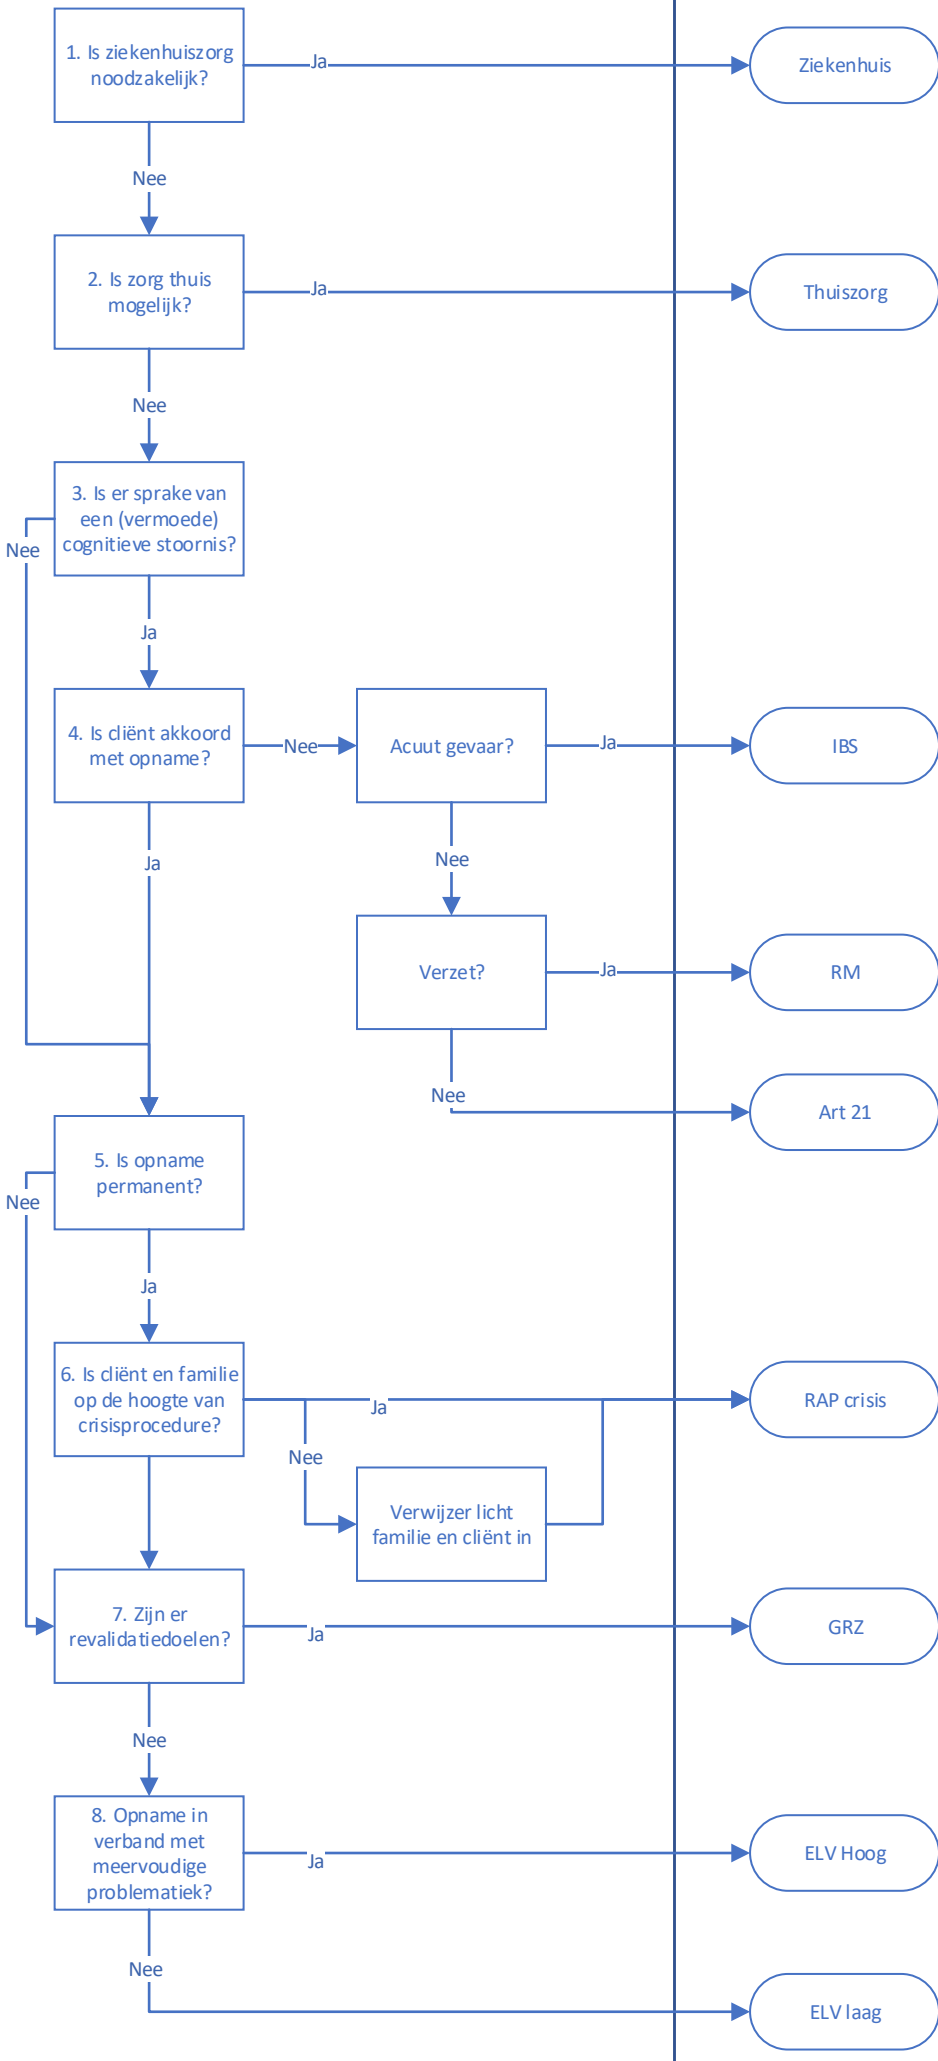 1. Is ziekenhuiszorg
noodzakelijk?
Ja
Ziekenhuis
Nee
2. Is zorg thuis
mogelijk?
Ja
Thuiszorg
Nee
3. Is er sprake van
een (vermoede)
cognitieve stoornis?
Nee
Ja
4. Is cliënt akkoord
met opname?
Nee
Acuut gevaar?
Ja
IBS
Ja
Nee
Verzet?
Ja
RM
Nee
Art 21
5. Is opname
permanent?
Nee
Ja
6. Is cliënt en familie
op de hoogte van
crisisprocedure?
Ja
RAP crisis
Nee
Verwijzer licht
familie en cliënt in
7. Zijn er
revalidatiedoelen?
Ja
GRZ
Nee
8. Opname in
verband met
meervoudige
problematiek?
Ja
ELV Hoog
Nee
ELV laag